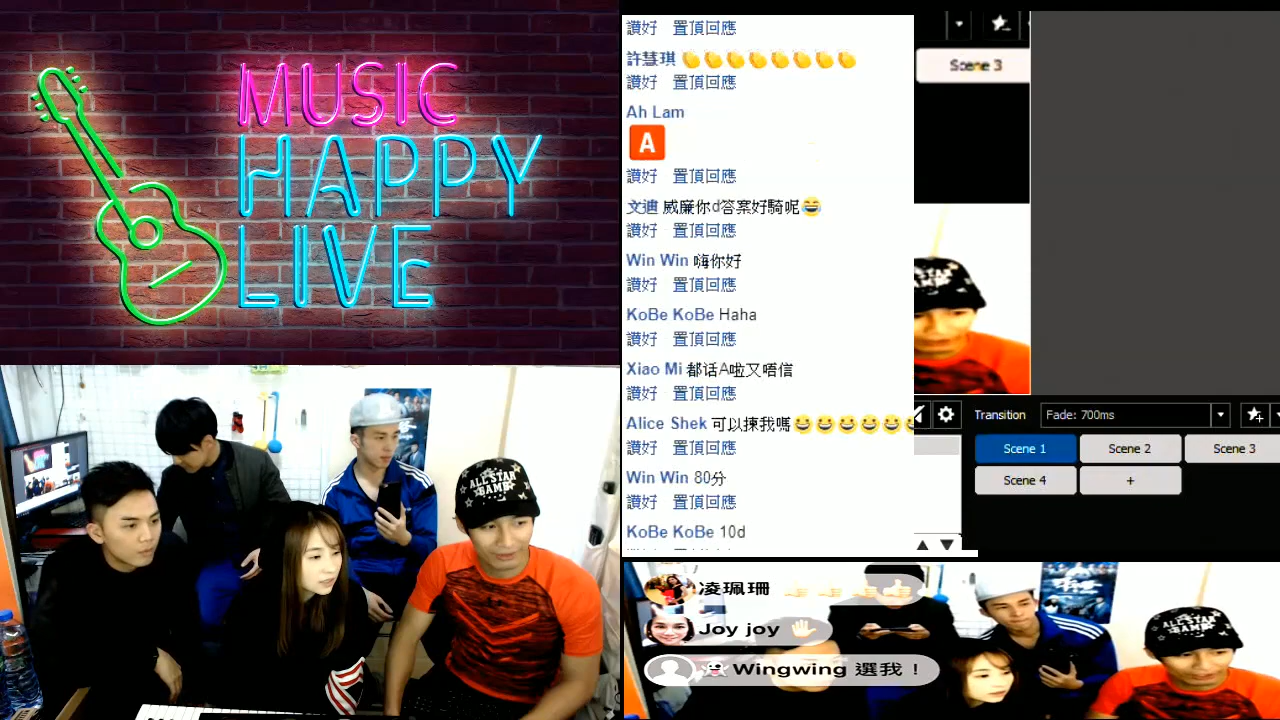 MUSIC
HAPPY
LIVE
讚好 置頂回應
許慧琪 👏👏👏👏👏👏👏👏
讚好 置頂回應
Ah Lam
A
讚好 置頂回應
文迪 威廉你d答案好騎呢😂
讚好 置頂回應
Win Win 嗨你好
讚好 置頂回應
KoBe KoBe Haha
讚好 置頂回應
Xiao Mi 都话A啦又唔信
讚好 置頂回應
Alice Shek 可以揀我嗎😄😄😄😄😄
讚好 置頂回應
Win Win 80分
讚好 置頂回應
KoBe KoBe 10d
Scene 3
Transition Fade: 700ms
Scene 1 Scene 2 Scene 3
Scene 4 +
ALL STAR
GAME
凌珮珊 👍👍👍👍
Joy joy ✋
👻 Wingwing 選我！